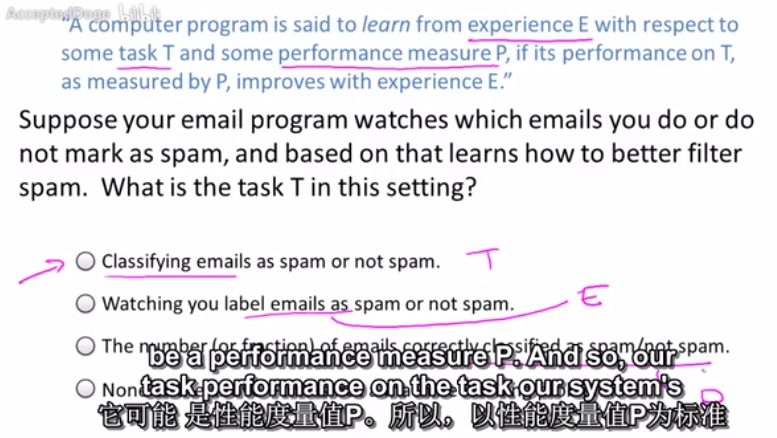 AcceptedDoge bilibili
"A computer program is said to learn from experience E with respect to
some task T and some performance measure P, if its performance on T,
as measured by P, improves with experience E."
Suppose your email program watches which emails you do or do
not mark as spam, and based on that learns how to better filter
spam. What is the task T in this setting?
Classifying emails as spam or not spam. T
Watching you label emails as spam or not spam. E
The number (or fraction) of emails correctly classified as spam/not spam.
be a performance measure P. And so, our
task performance on the task our system's
P
它可能 是性能度量值P。所以，以性能度量值P为标准